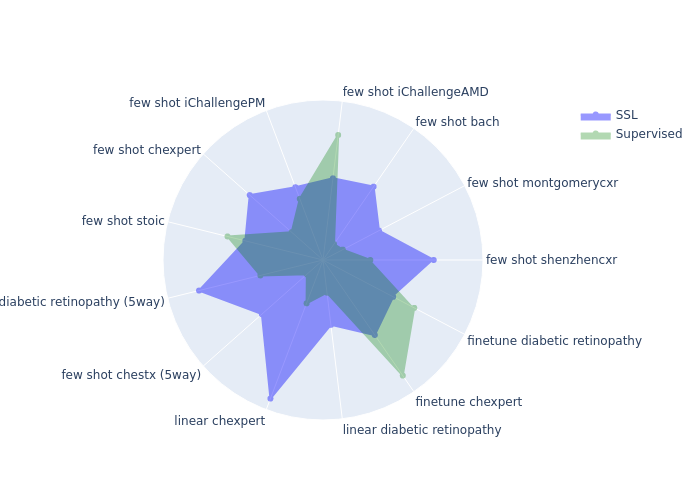 few shot iChallengeAMD
few shot iChallengePM
few shot bach
few shot chexpert
few shot montgomerycxr
few shot stoic
few shot shenzhencxr
diabetic retinopathy (5way)
finetune diabetic retinopathy
few shot chestx (5way)
finetune chexpert
linear chexpert
linear diabetic retinopathy
SSL
Supervised